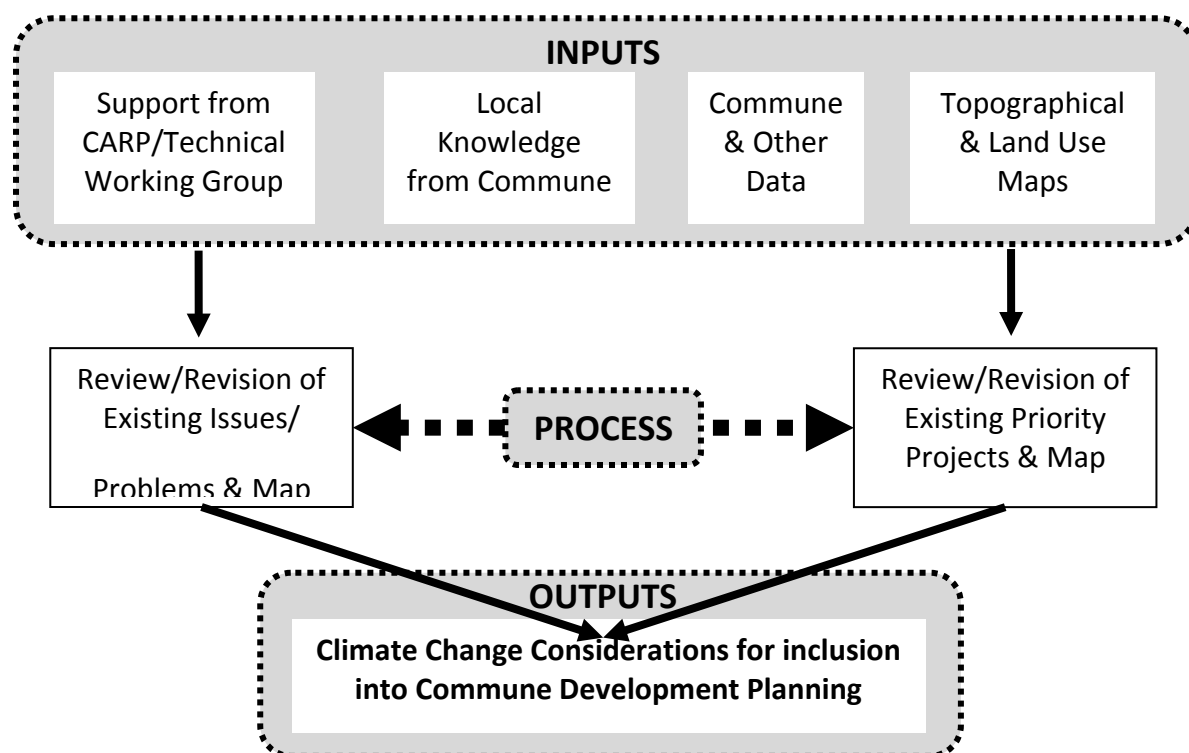 INPUTS
Support from
CARP/Technical
Working Group
Local
Knowledge
from Commune
Commune
& Other
Data
Topographical
& Land Use
Maps
Review/Revision of
Existing Issues/
Problems & Map
PROCESS
Review/Revision of
Existing Priority
Projects & Map
OUTPUTS
Climate Change Considerations for inclusion
into Commune Development Planning